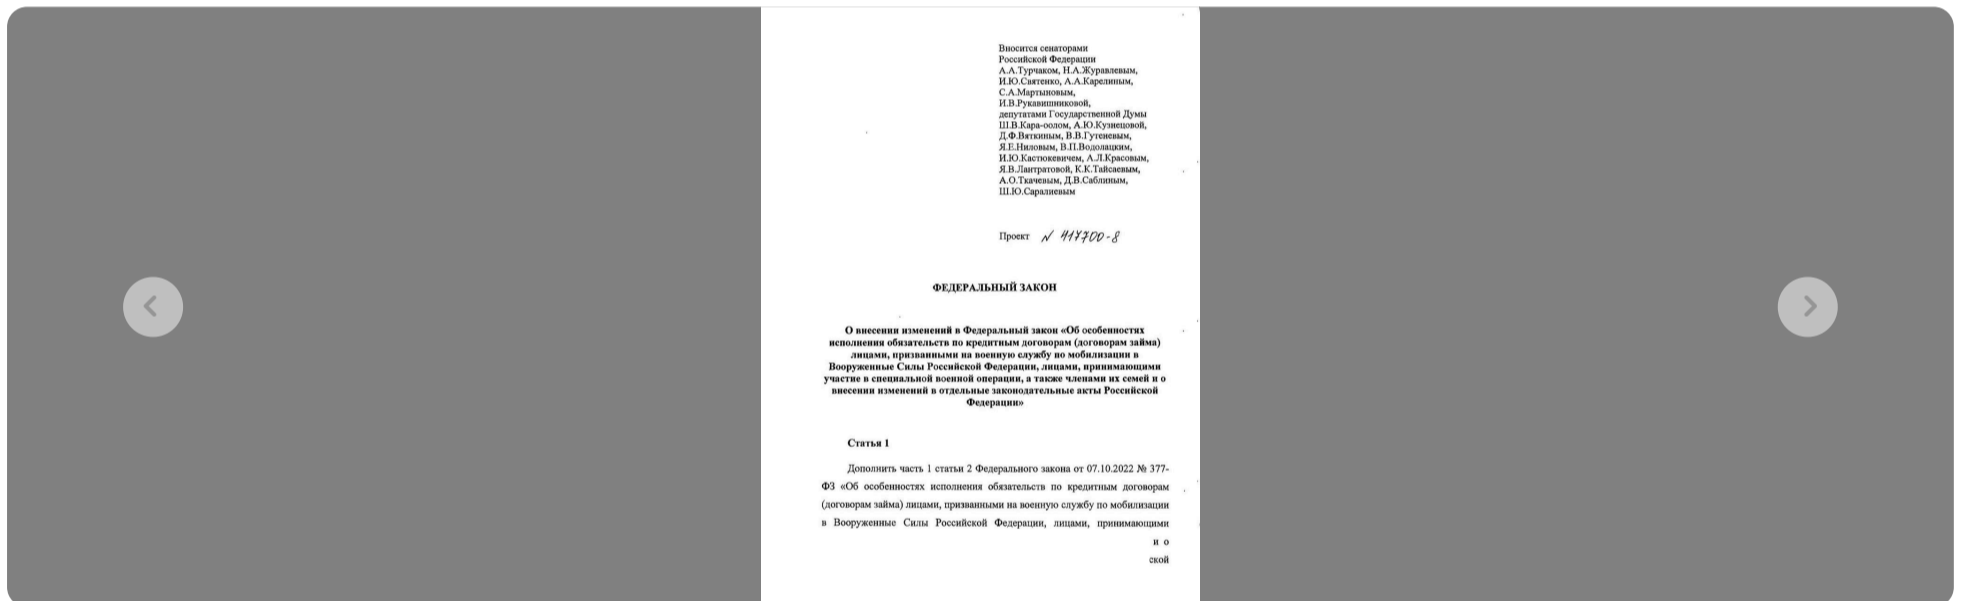 Вносится сенаторами
Российской Федерации
А.А.Турчаком, Н.А.Журавлевым,
И.Ю.Святенко, А.А.Карелиным,
С.А.Мартыновым,
И.В.Рукавишниковой,
депутатами Государственной Думы
Ш.В.Кара-оолом, А.Ю.Кузнецовой,
Д.Ф.Вяткиным, В.В.Гутеневым,
Я.Е.Ниловым, В.П.Водолацким,
И.Ю.Кастюкевичем, А.Л.Красовым,
Я.В.Лантратовой, К.К.Тайсаевым,
А.О.Ткачевым, Д.В.Саблиным,
Ш.Ю.Саралиевым
Проект N 417700-8
ФЕДЕРАЛЬНЫЙ ЗАКОН
О внесении изменений в Федеральный закон «Об особенностях
исполнения обязательств по кредитным договорам (договорам займа)
лицами, призванными на военную службу по мобилизации в
Вооруженные Силы Российской Федерации, лицами, принимающими
участие в специальной военной операции, а также членами их семей и о
внесении изменений в отдельные законодательные акты Российской
Федерации»
Статья 1
Дополнить часть 1 статьи 2 Федерального закона от 07.10.2022 № 377-
ФЗ «Об особенностях исполнения обязательств по кредитным договорам
(договорам займа) лицами, призванными на военную службу по мобилизации
в Вооруженные Силы Российской Федерации, лицами, принимающими
и о
ской